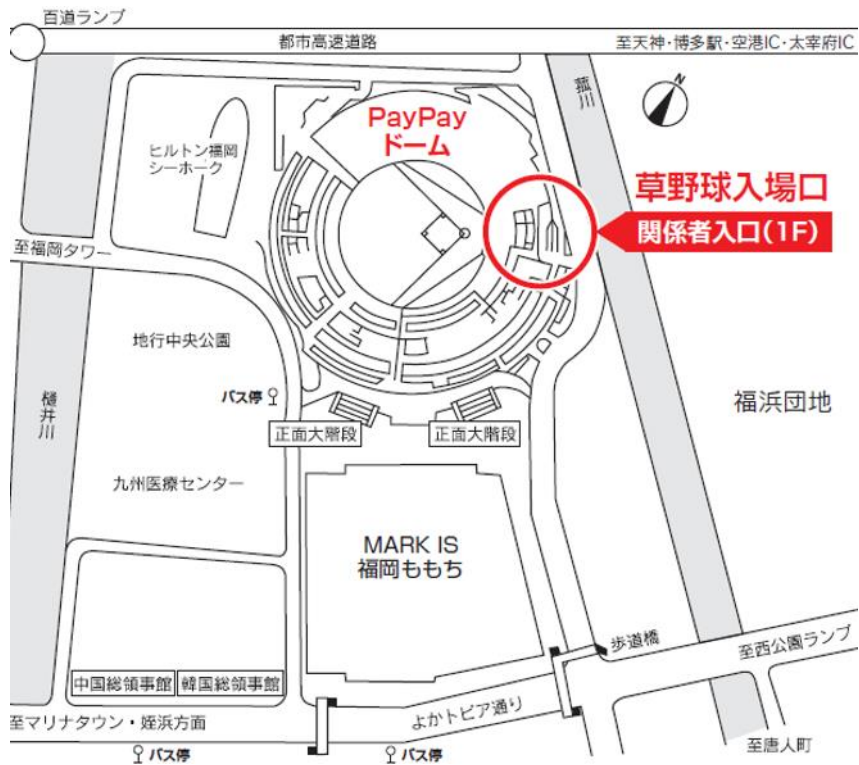 百道ランプ
都市高速道路
至天神・博多駅・空港IC・太宰府IC
N
菰川
PayPay
ドーム
ヒルトン福岡
シーホーク
草野球入場口
関係者入口(1F)
至福岡タワー
地行中央公園
バス停
樋井川
福浜団地
正面大階段
正面大階段
九州医療センター
MARK IS
福岡ももち
歩道橋
至西公園ランプ
中国総領事館
韓国総領事館
よかトピア通り
至マリナタウン・姪浜方面
至唐人町
バス停
バス停